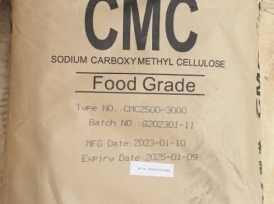 CMC
SODIUM CARBOXYMETHYL CELLULOSE
Food Grade
Type NO.:CMC2500-3000
Batch NO.:G202301-11
MFG Date:2023-01-10
Expiry Date:2025-01-09
CMC